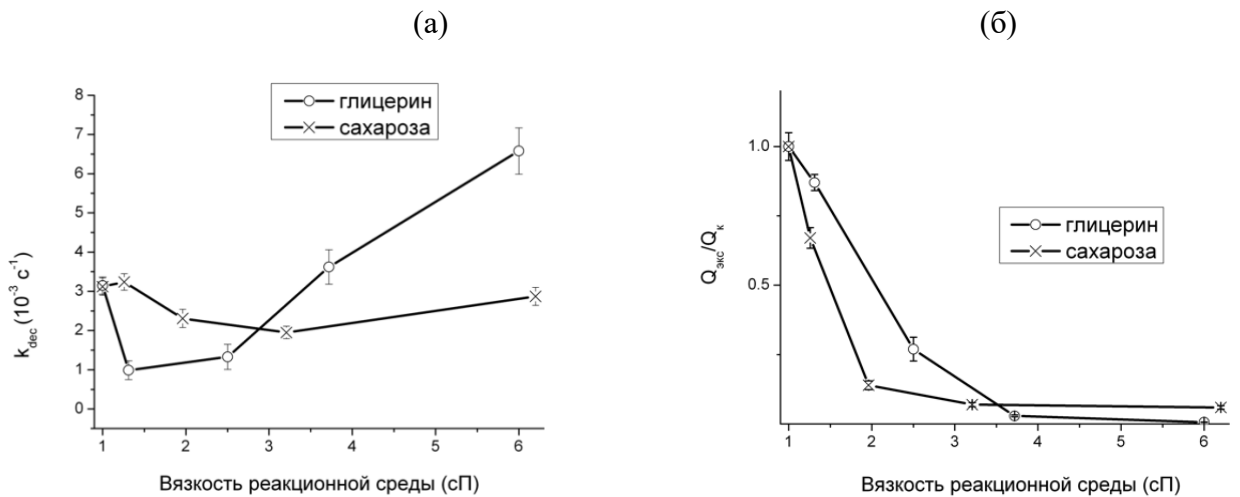 (а)
(б)
8
7
6
5
4
3
2
1
0
k_dec (10⁻³ с⁻¹)
глицерин
сахароза
1 2 3 4 5 6
Вязкость реакционной среды (сП)
1.0
0.5
Q_экс/Q_к
глицерин
сахароза
1 2 3 4 5 6
Вязкость реакционной среды (сП)